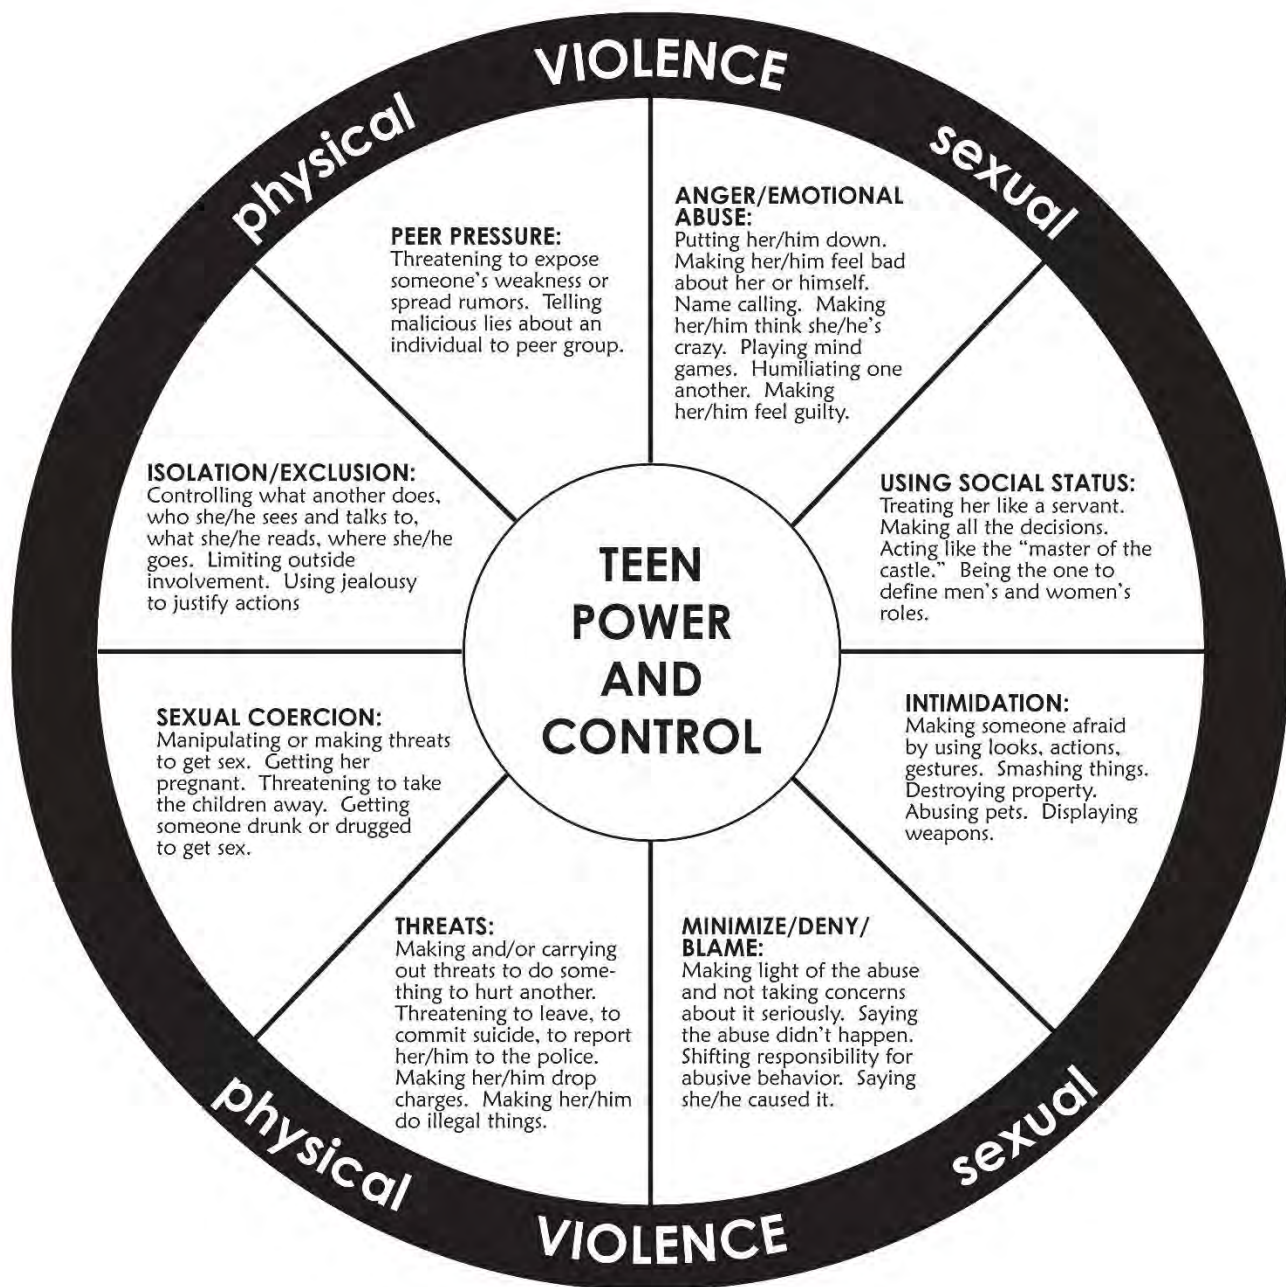 physical
VIOLENCE
sexual
PEER PRESSURE:
Threatening to expose
someone's weakness or
spread rumors.  Telling
malicious lies about an
individual to peer group.
ANGER/EMOTIONAL
ABUSE:
Putting her/him down.
Making her/him feel bad
about her or himself.
Name calling.  Making
her/him think she/he's
crazy.  Playing mind
games.  Humiliating one
another.  Making
her/him feel guilty.
ISOLATION/EXCLUSION:
Controlling what another does,
who she/he sees and talks to,
what she/he reads, where she/he
goes.  Limiting outside
involvement.  Using jealousy
to justify actions
USING SOCIAL STATUS:
Treating her like a servant.
Making all the decisions.
Acting like the “master of the
castle.”  Being the one to
define men's and women's
roles.
TEEN
POWER
AND
CONTROL
SEXUAL COERCION:
Manipulating or making threats
to get sex.  Getting her
pregnant.  Threatening to take
the children away.  Getting
someone drunk or drugged
to get sex.
INTIMIDATION:
Making someone afraid
by using looks, actions,
gestures.  Smashing things.
Destroying property.
Abusing pets.  Displaying
weapons.
THREATS:
Making and/or carrying
out threats to do some-
thing to hurt another.
Threatening to leave, to
commit suicide, to report
her/him to the police.
Making her/him drop
charges.  Making her/him
do illegal things.
MINIMIZE/DENY/
BLAME:
Making light of the abuse
and not taking concerns
about it seriously.  Saying
the abuse didn't happen.
Shifting responsibility for
abusive behavior.  Saying
she/he caused it.
physical
VIOLENCE
sexual